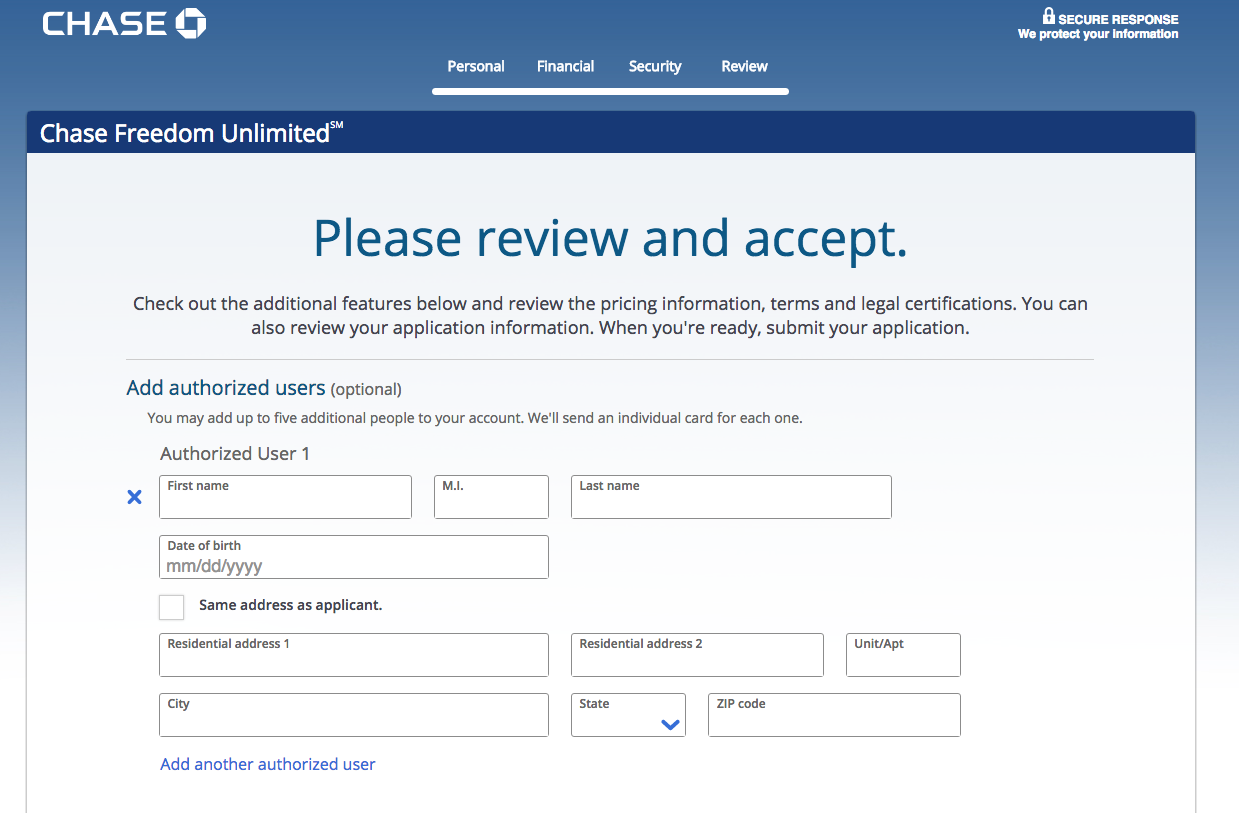 CHASE
SECURE RESPONSE
We protect your information
Personal Financial Security Review
Chase Freedom Unlimited℠
Please review and accept.
Check out the additional features below and review the pricing information, terms and legal certifications. You can
also review your application information. When you're ready, submit your application.
Add authorized users (optional)
You may add up to five additional people to your account. We'll send an individual card for each one.
Authorized User 1
First name M.I. Last name
Date of birth
mm/dd/yyyy
Same address as applicant.
Residential address 1 Residential address 2 Unit/Apt
City State ZIP code
Add another authorized user